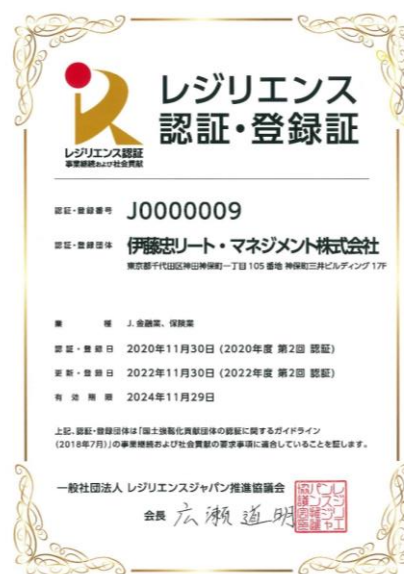 レジリエンス
認証・登録証
レジリエンス認証
事業継続および社会貢献
認証・登録番号 J0000009
認証・登録団体 伊藤忠リート・マネジメント株式会社
東京都千代田区神田神保町一丁目105番地 神保町三井ビルディング 17F
業種 J.金融業、保険業
認証・登録日 2020年11月30日 (2020年度 第2回 認証)
更新・登録日 2022年11月30日 (2022年度 第2回 認証)
有効期限 2024年11月29日
上記、認証・登録団体は「国土強靱化貢献団体の認証に関するガイドライン
(2018年7月)」の事業継続および社会貢献の要求事項に適合していることを証します。
一般社団法人 レジリエンスジャパン推進協議会
会長 広瀬道明